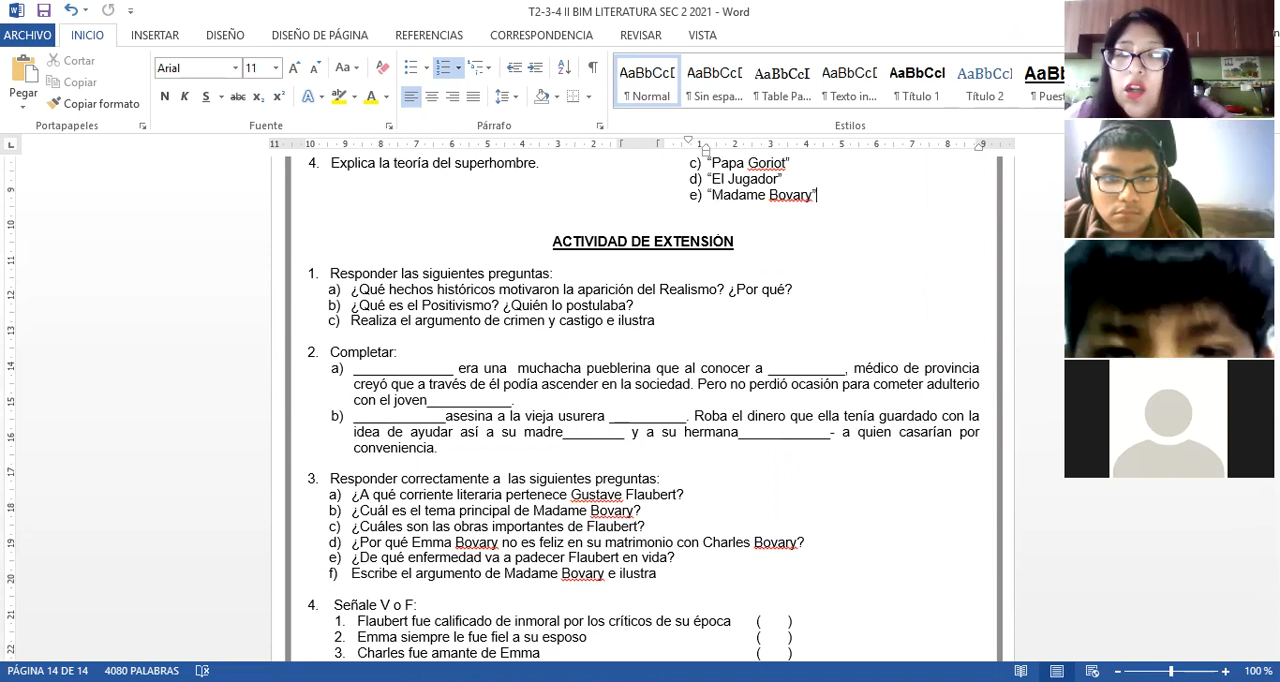 T2-3-4 II BIM LITERATURA SEC 2 2021 - Word
ARCHIVO INICIO INSERTAR DISEÑO DISEÑO DE PÁGINA REFERENCIAS CORRESPONDENCIA REVISAR VISTA
Pegar
Cortar
Copiar
Copiar formato
Portapapeles
Arial 11
N K S abc x₂ x²
Fuente
Párrafo
AaBbCcD AaBbCcD AaBbCcI AaBbCcD AaBbCcI AaBbCcD AaBb
¶ Normal ¶ Sin espa... ¶ Table Pa... ¶ Texto in... ¶ Título 1 Título 2 ¶ Puest
Estilos
4. Explica la teoría del superhombre.
c) “Papa Goriot”
d) “El Jugador”
e) “Madame Bovary”
ACTIVIDAD DE EXTENSIÓN
1. Responder las siguientes preguntas:
a) ¿Qué hechos históricos motivaron la aparición del Realismo? ¿Por qué?
b) ¿Qué es el Positivismo? ¿Quién lo postulaba?
c) Realiza el argumento de crimen y castigo e ilustra
2. Completar:
a) _____________ era una muchacha pueblerina que al conocer a __________, médico de provincia
creyó que a través de él podía ascender en la sociedad. Pero no perdió ocasión para cometer adulterio
con el joven___________.
b) ____________asesina a la vieja usurera __________. Roba el dinero que ella tenía guardado con la
idea de ayudar así a su madre________ y a su hermana____________- a quien casarían por
conveniencia.
3. Responder correctamente a las siguientes preguntas:
a) ¿A qué corriente literaria pertenece Gustave Flaubert?
b) ¿Cuál es el tema principal de Madame Bovary?
c) ¿Cuáles son las obras importantes de Flaubert?
d) ¿Por qué Emma Bovary no es feliz en su matrimonio con Charles Bovary?
e) ¿De qué enfermedad va a padecer Flaubert en vida?
f) Escribe el argumento de Madame Bovary e ilustra
4. Señale V o F:
1. Flaubert fue calificado de inmoral por los críticos de su época ( )
2. Emma siempre le fue fiel a su esposo ( )
3. Charles fue amante de Emma ( )
PÁGINA 14 DE 14 4080 PALABRAS 100 %